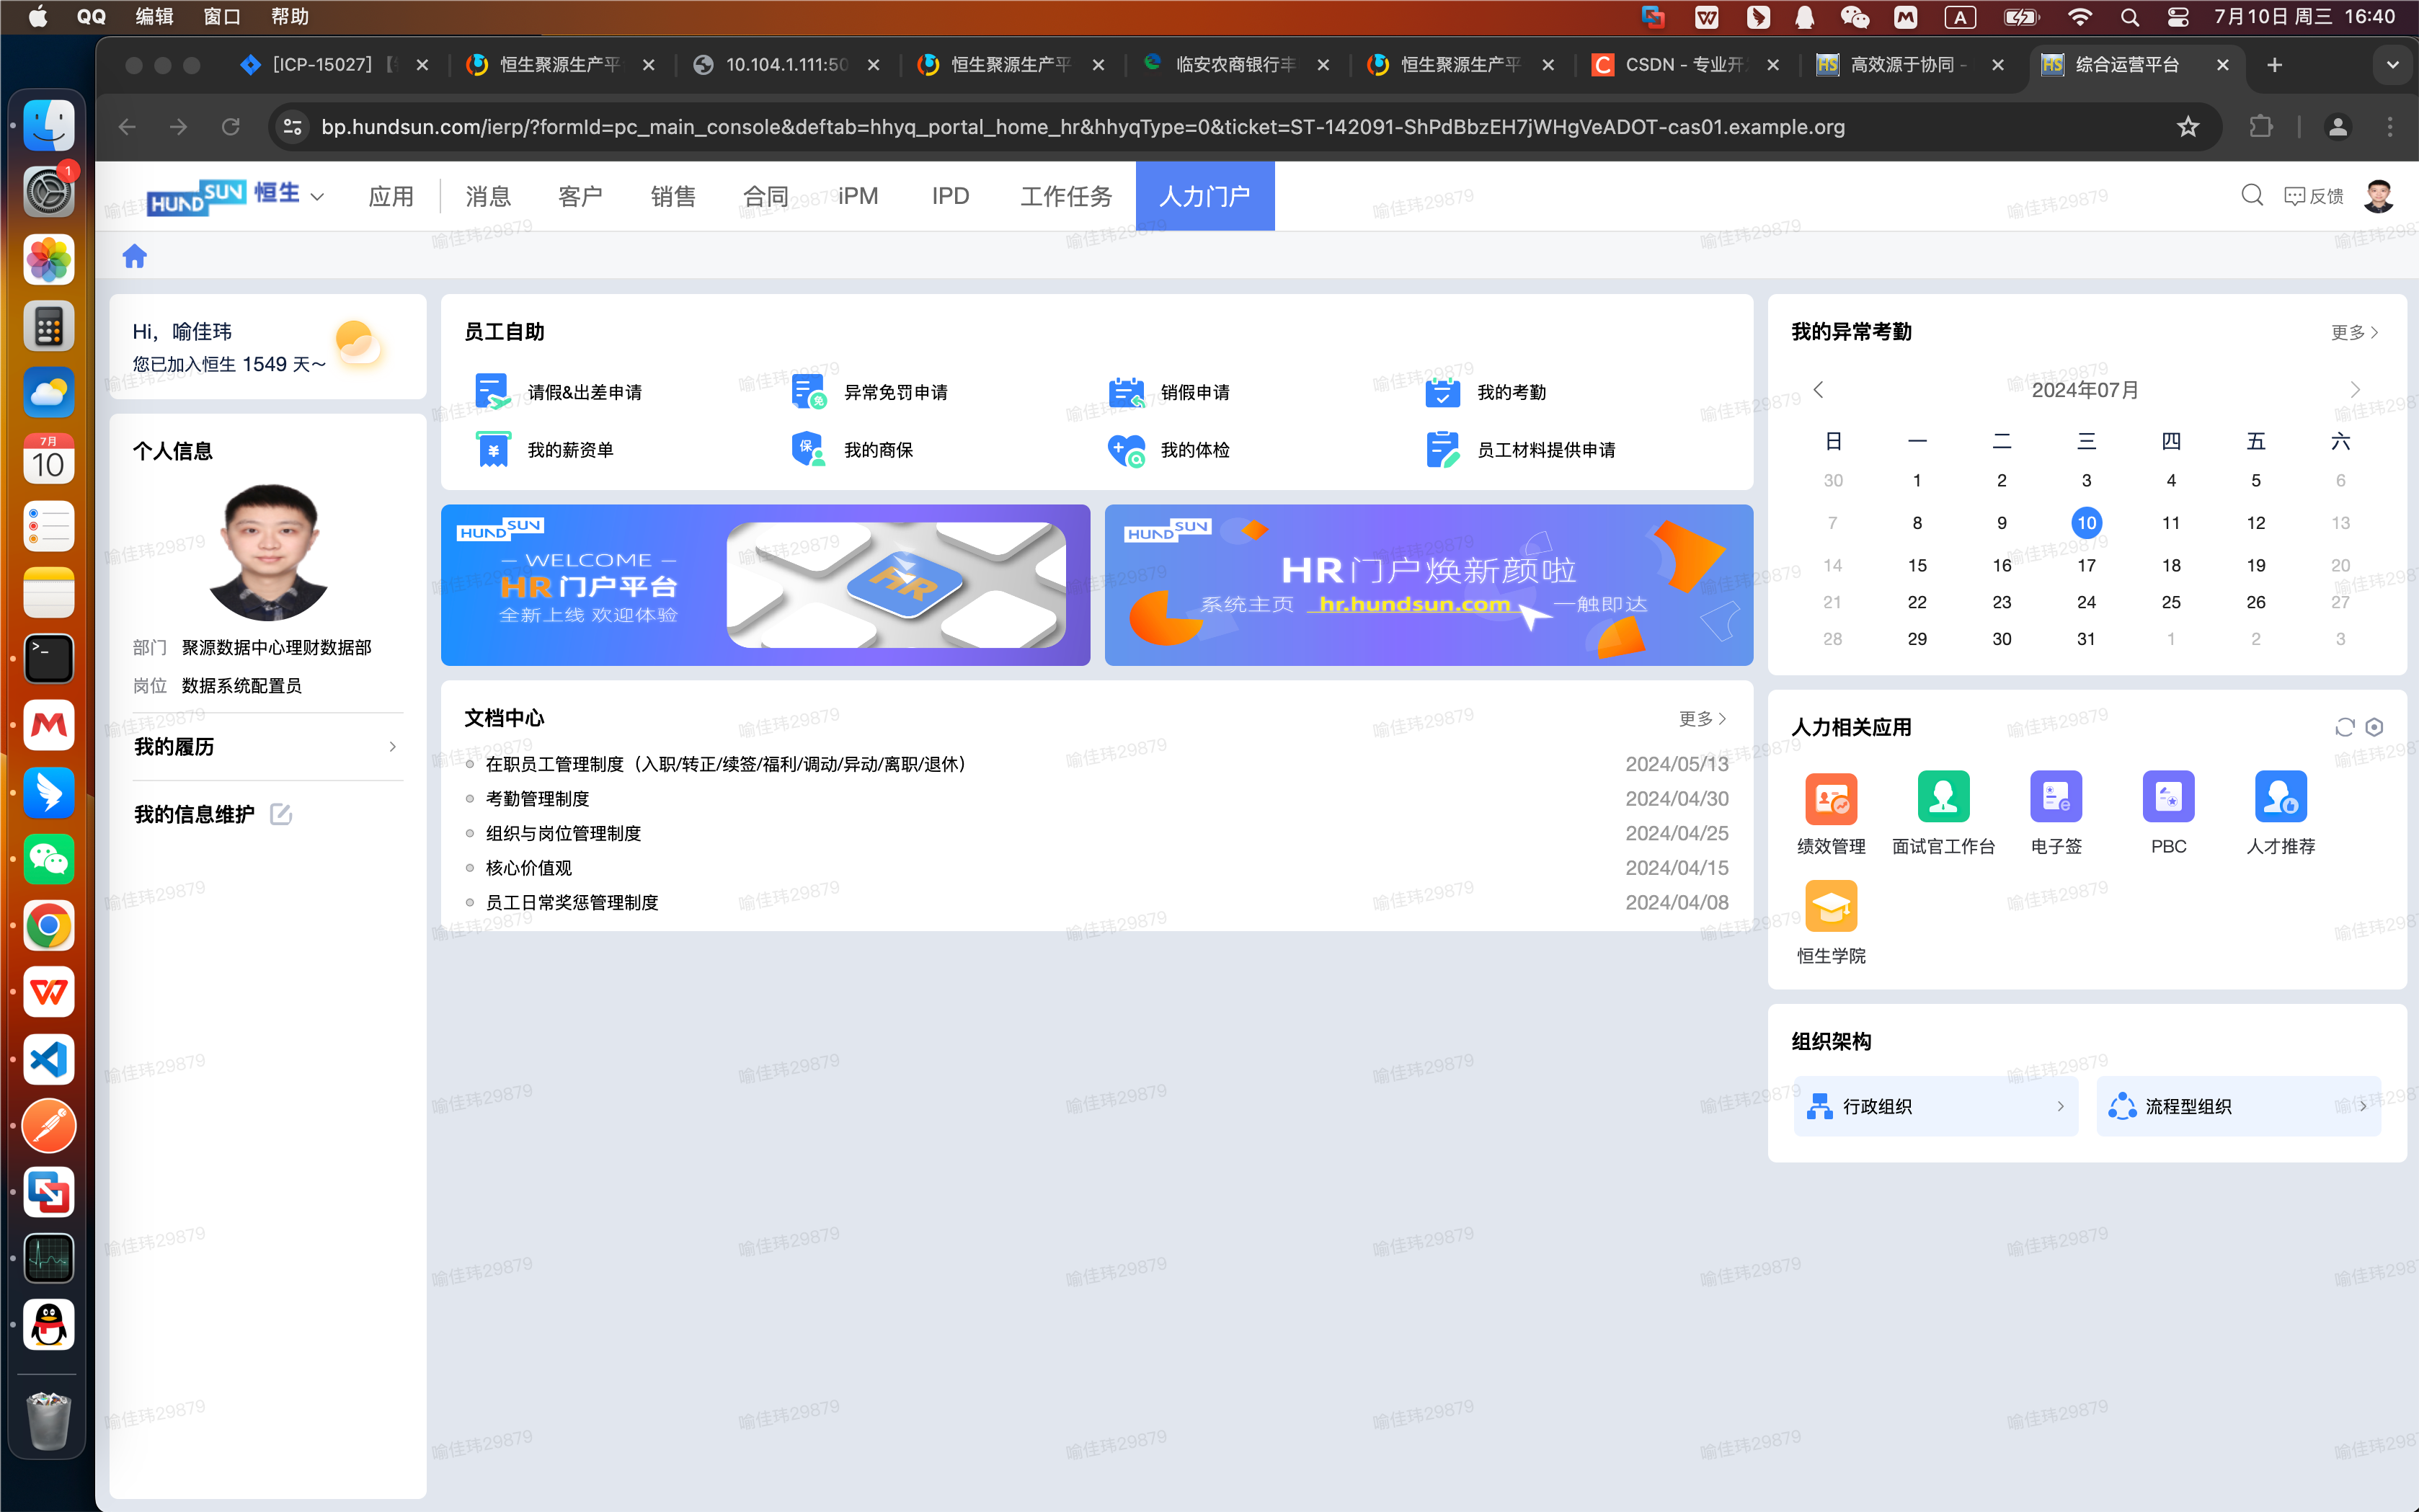 QQ 编辑 窗口 帮助
A 7月10日 周三 16:40
[ICP-15027]
恒生聚源生产平
10.104.1.111:50
恒生聚源生产平
临安农商银行丰
恒生聚源生产平
CSDN - 专业开
高效源于协同 -
综合运营平台
bp.hundsun.com/ierp/?formId=pc_main_console&deftab=hhyq_portal_home_hr&hhyqType=0&ticket=ST-142091-ShPdBbzEH7jWHgVeADOT-cas01.example.org
HUNDSUN 恒生
应用 消息 客户 销售 合同 iPM IPD 工作任务 人力门户
反馈
Hi，喻佳玮
您已加入恒生 1549 天～
个人信息
部门 聚源数据中心理财数据部
岗位 数据系统配置员
我的履历
我的信息维护
员工自助
请假&出差申请 异常免罚申请 销假申请 我的考勤
我的薪资单 我的商保 我的体检 员工材料提供申请
HUNDSUN
— WELCOME —
HR门户平台
全新上线 欢迎体验
HR
HUNDSUN
HR门户焕新颜啦
系统主页 hr.hundsun.com 一触即达
文档中心 更多
在职员工管理制度（入职/转正/续签/福利/调动/异动/离职/退休） 2024/05/13
考勤管理制度 2024/04/30
组织与岗位管理制度 2024/04/25
核心价值观 2024/04/15
员工日常奖惩管理制度 2024/04/08
我的异常考勤 更多
2024年07月
日 一 二 三 四 五 六
30 1 2 3 4 5 6
7 8 9 10 11 12 13
14 15 16 17 18 19 20
21 22 23 24 25 26 27
28 29 30 31 1 2 3
人力相关应用
绩效管理 面试官工作台 电子签 PBC 人才推荐
恒生学院
组织架构
行政组织 流程型组织
1
7月
10
喻佳玮29879